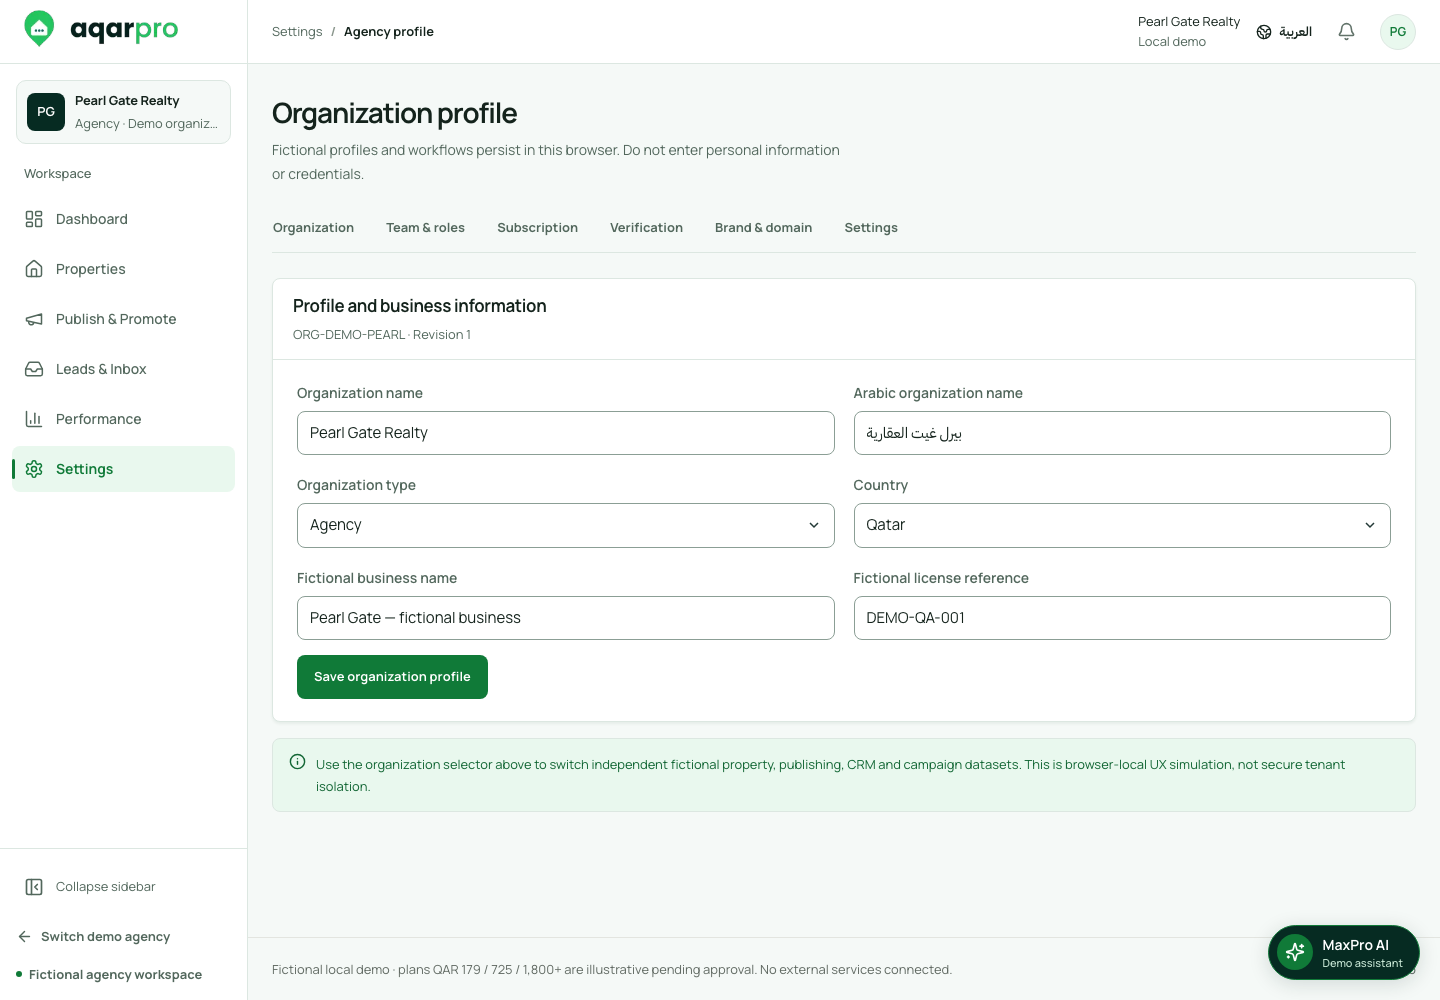 aqarpro
Settings / Agency profile
Pearl Gate Realty
Local demo
العربية
PG
PG
Pearl Gate Realty
Agency · Demo organiz...
Workspace
Dashboard
Properties
Publish & Promote
Leads & Inbox
Performance
Settings
Collapse sidebar
Switch demo agency
Fictional agency workspace
Organization profile
Fictional profiles and workflows persist in this browser. Do not enter personal information
or credentials.
Organization Team & roles Subscription Verification Brand & domain Settings
Profile and business information
ORG-DEMO-PEARL · Revision 1
Organization name
Pearl Gate Realty
Arabic organization name
بيرل غيت العقارية
Organization type
Agency
Country
Qatar
Fictional business name
Pearl Gate — fictional business
Fictional license reference
DEMO-QA-001
Save organization profile
Use the organization selector above to switch independent fictional property, publishing, CRM and campaign datasets. This is browser-local UX simulation, not secure tenant
isolation.
Fictional local demo · plans QAR 179 / 725 / 1,800+ are illustrative pending approval. No external services connected.
MaxPro AI
Demo assistant